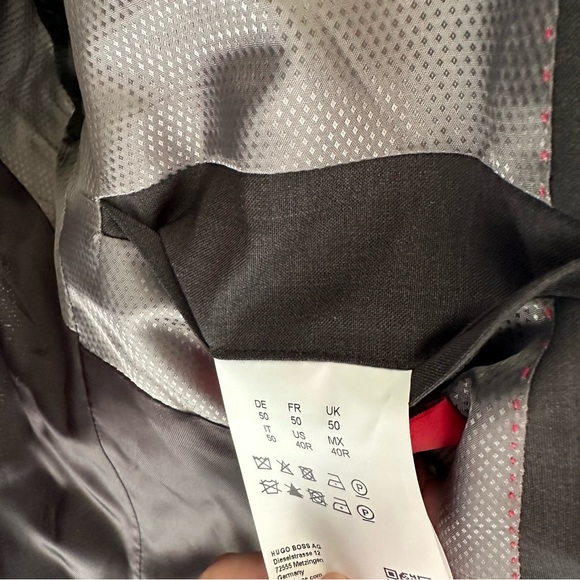 DE FR UK
50 50 50
IT US MX
50 40R 40R
P
P
HUGO BOSS AG
Dieselstrasse 12
72555 Metzingen
Germany